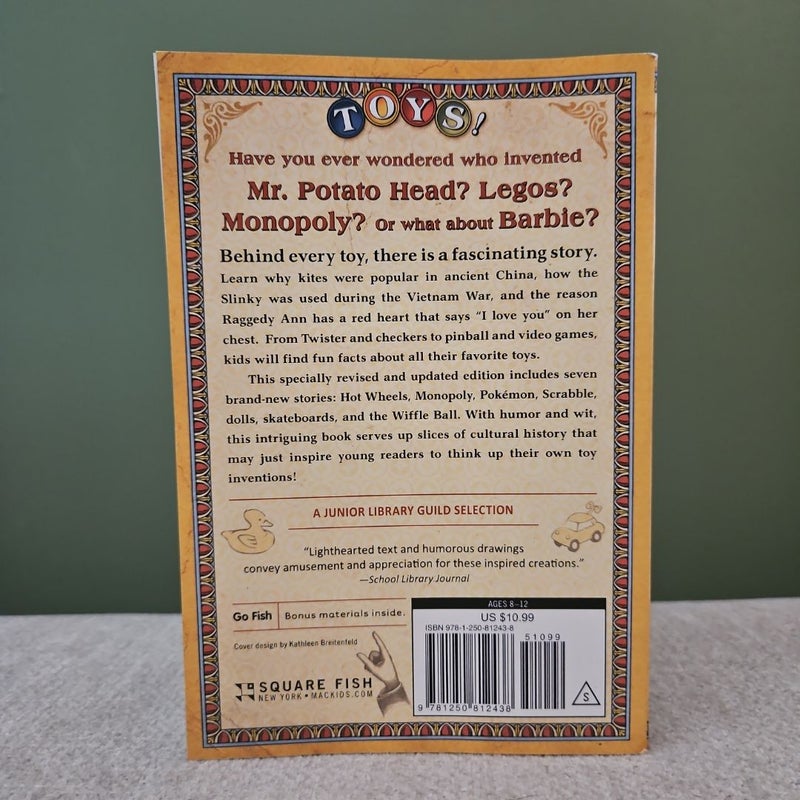 TOYS!
Have you ever wondered who invented
Mr. Potato Head? Legos?
Monopoly? Or what about Barbie?
Behind every toy, there is a fascinating story.
Learn why kites were popular in ancient China, how the
Slinky was used during the Vietnam War, and the reason
Raggedy Ann has a red heart that says “I love you” on her
chest. From Twister and checkers to pinball and video games,
kids will find fun facts about all their favorite toys.
This specially revised and updated edition includes seven
brand-new stories: Hot Wheels, Monopoly, Pokémon, Scrabble,
dolls, skateboards, and the Wiffle Ball. With humor and wit,
this intriguing book serves up slices of cultural history that
may just inspire young readers to think up their own toy
inventions!
A JUNIOR LIBRARY GUILD SELECTION
“Lighthearted text and humorous drawings
convey amusement and appreciation for these inspired creations.”
—School Library Journal
Go Fish Bonus materials inside.
Cover design by Kathleen Breitenfeld
SQUARE FISH
NEW YORK • MACKIDS.COM
AGES 8–12
US $10.99
ISBN 978-1-250-81243-8
51099
9 781250 812438
S